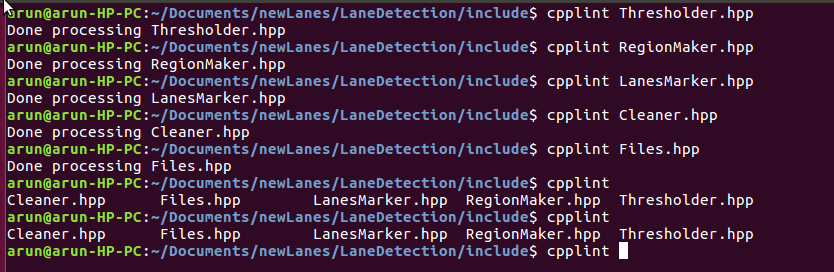 arun@arun-HP-PC:~/Documents/newLanes/LaneDetection/include$ cpplint Thresholder.hpp
Done processing Thresholder.hpp
arun@arun-HP-PC:~/Documents/newLanes/LaneDetection/include$ cpplint RegionMaker.hpp
Done processing RegionMaker.hpp
arun@arun-HP-PC:~/Documents/newLanes/LaneDetection/include$ cpplint LanesMarker.hpp
Done processing LanesMarker.hpp
arun@arun-HP-PC:~/Documents/newLanes/LaneDetection/include$ cpplint Cleaner.hpp
Done processing Cleaner.hpp
arun@arun-HP-PC:~/Documents/newLanes/LaneDetection/include$ cpplint Files.hpp
Done processing Files.hpp
arun@arun-HP-PC:~/Documents/newLanes/LaneDetection/include$ cpplint
Cleaner.hpp      Files.hpp        LanesMarker.hpp  RegionMaker.hpp  Thresholder.hpp
arun@arun-HP-PC:~/Documents/newLanes/LaneDetection/include$ cpplint
Cleaner.hpp      Files.hpp        LanesMarker.hpp  RegionMaker.hpp  Thresholder.hpp
arun@arun-HP-PC:~/Documents/newLanes/LaneDetection/include$ cpplint